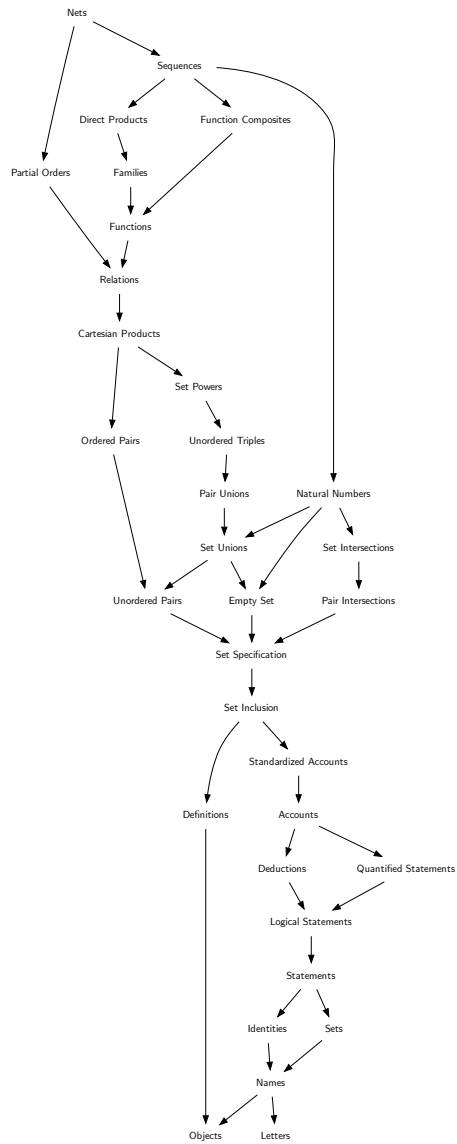 Nets
Sequences
Direct Products
Function Composites
Partial Orders
Families
Functions
Relations
Cartesian Products
Set Powers
Ordered Pairs
Unordered Triples
Pair Unions
Natural Numbers
Set Unions
Set Intersections
Unordered Pairs
Empty Set
Pair Intersections
Set Specification
Set Inclusion
Standardized Accounts
Definitions
Accounts
Deductions
Quantified Statements
Logical Statements
Statements
Identities
Sets
Names
Objects
Letters